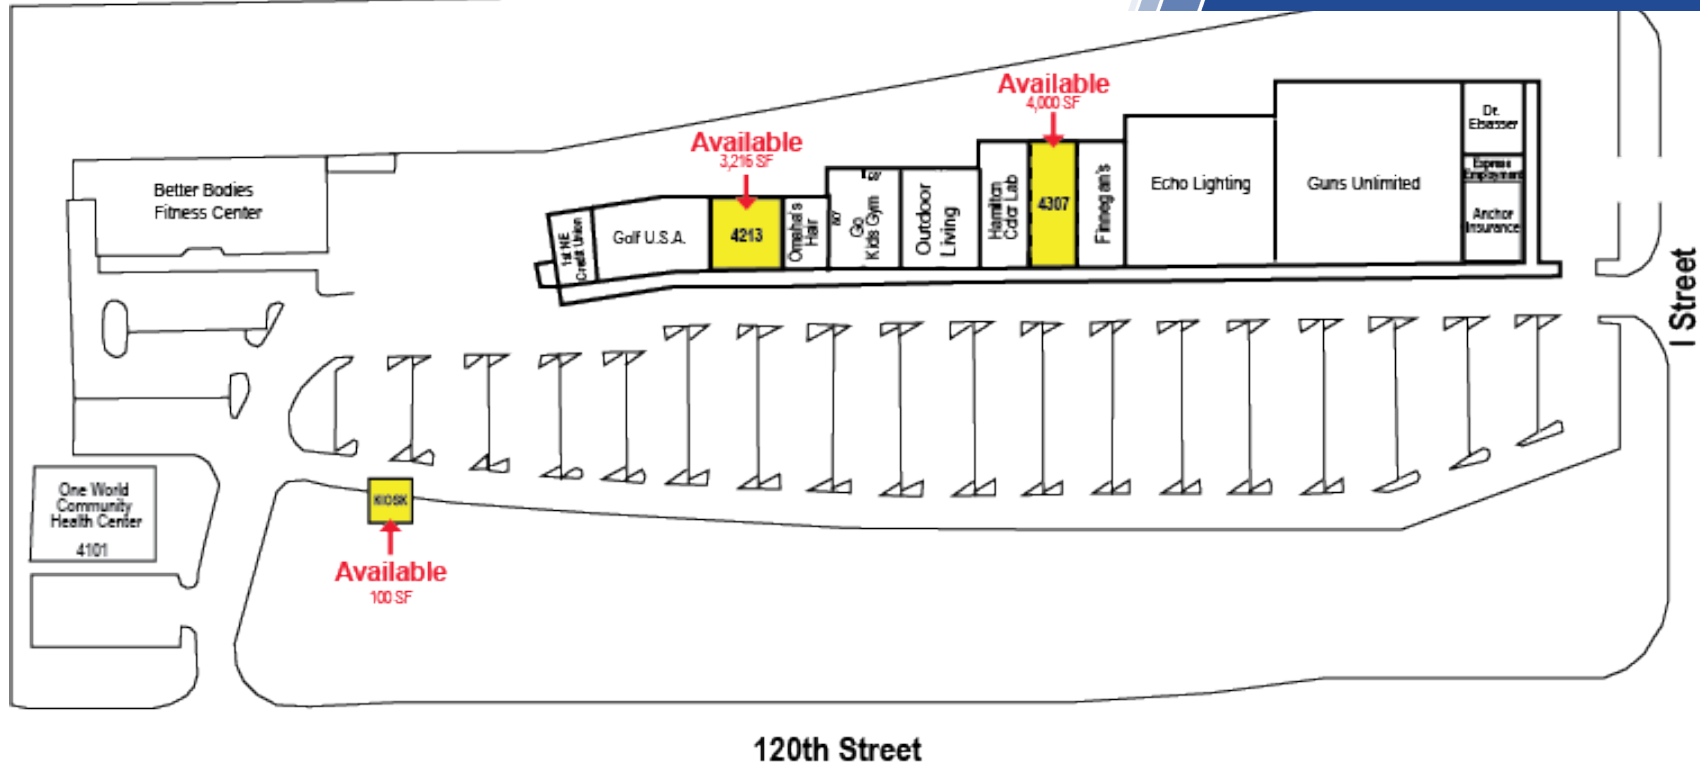 Available
4,000 SF
Available
3,216 SF
Better Bodies
Fitness Center
1st NE
Credit Union
Golf U.S.A.
4213
Omaha's
Hair
60'
80'
Go
Kids Gym
Outdoor
Living
Hamilton
Color Lab
4307
Finnegan's
Echo Lighting
Guns Unlimited
Dr.
Elsasser
Express
Employment
Anchor
Insurance
I Street
One World
Community
Health Center
4101
KIOSK
Available
100 SF
120th Street